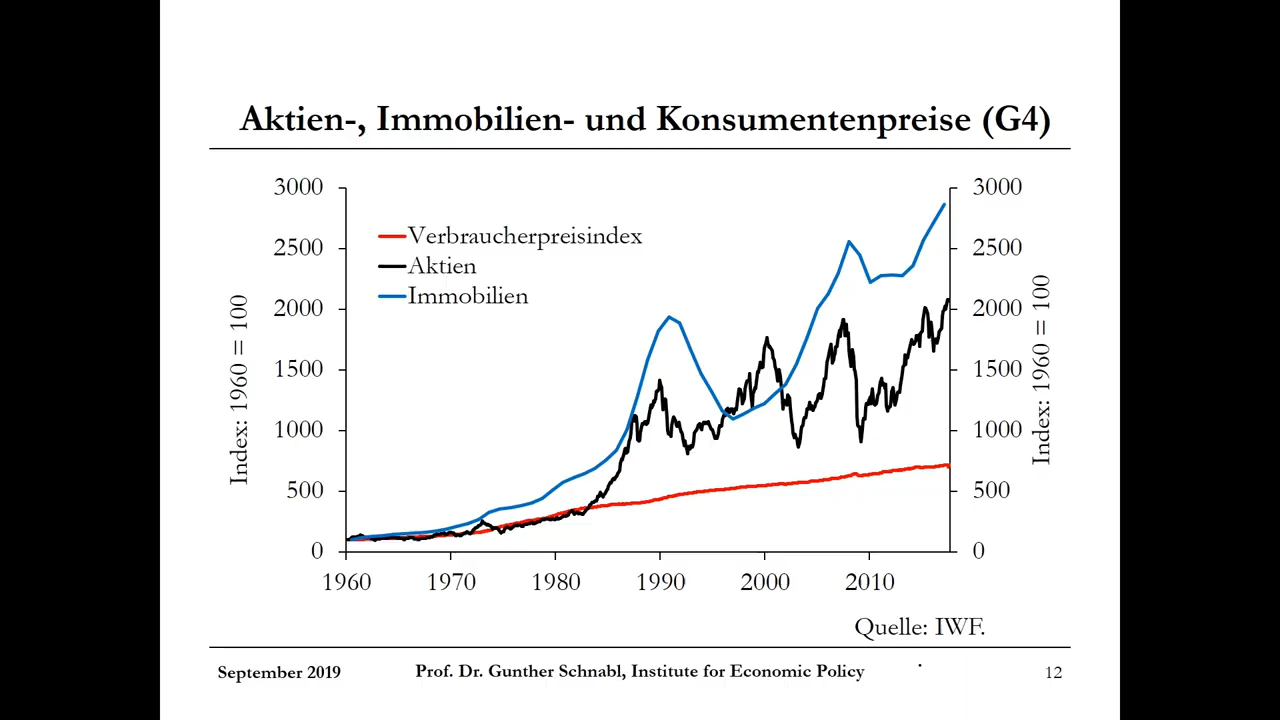 Aktien-, Immobilien- und Konsumentenpreise (G4)
3000
2500
2000
1500
1000
500
0
Index: 1960 = 100
Verbraucherpreisindex
Aktien
Immobilien
3000
2500
2000
1500
1000
500
0
Index: 1960 = 100
1960 1970 1980 1990 2000 2010
Quelle: IWF.
September 2019 Prof. Dr. Gunther Schnabl, Institute for Economic Policy 12